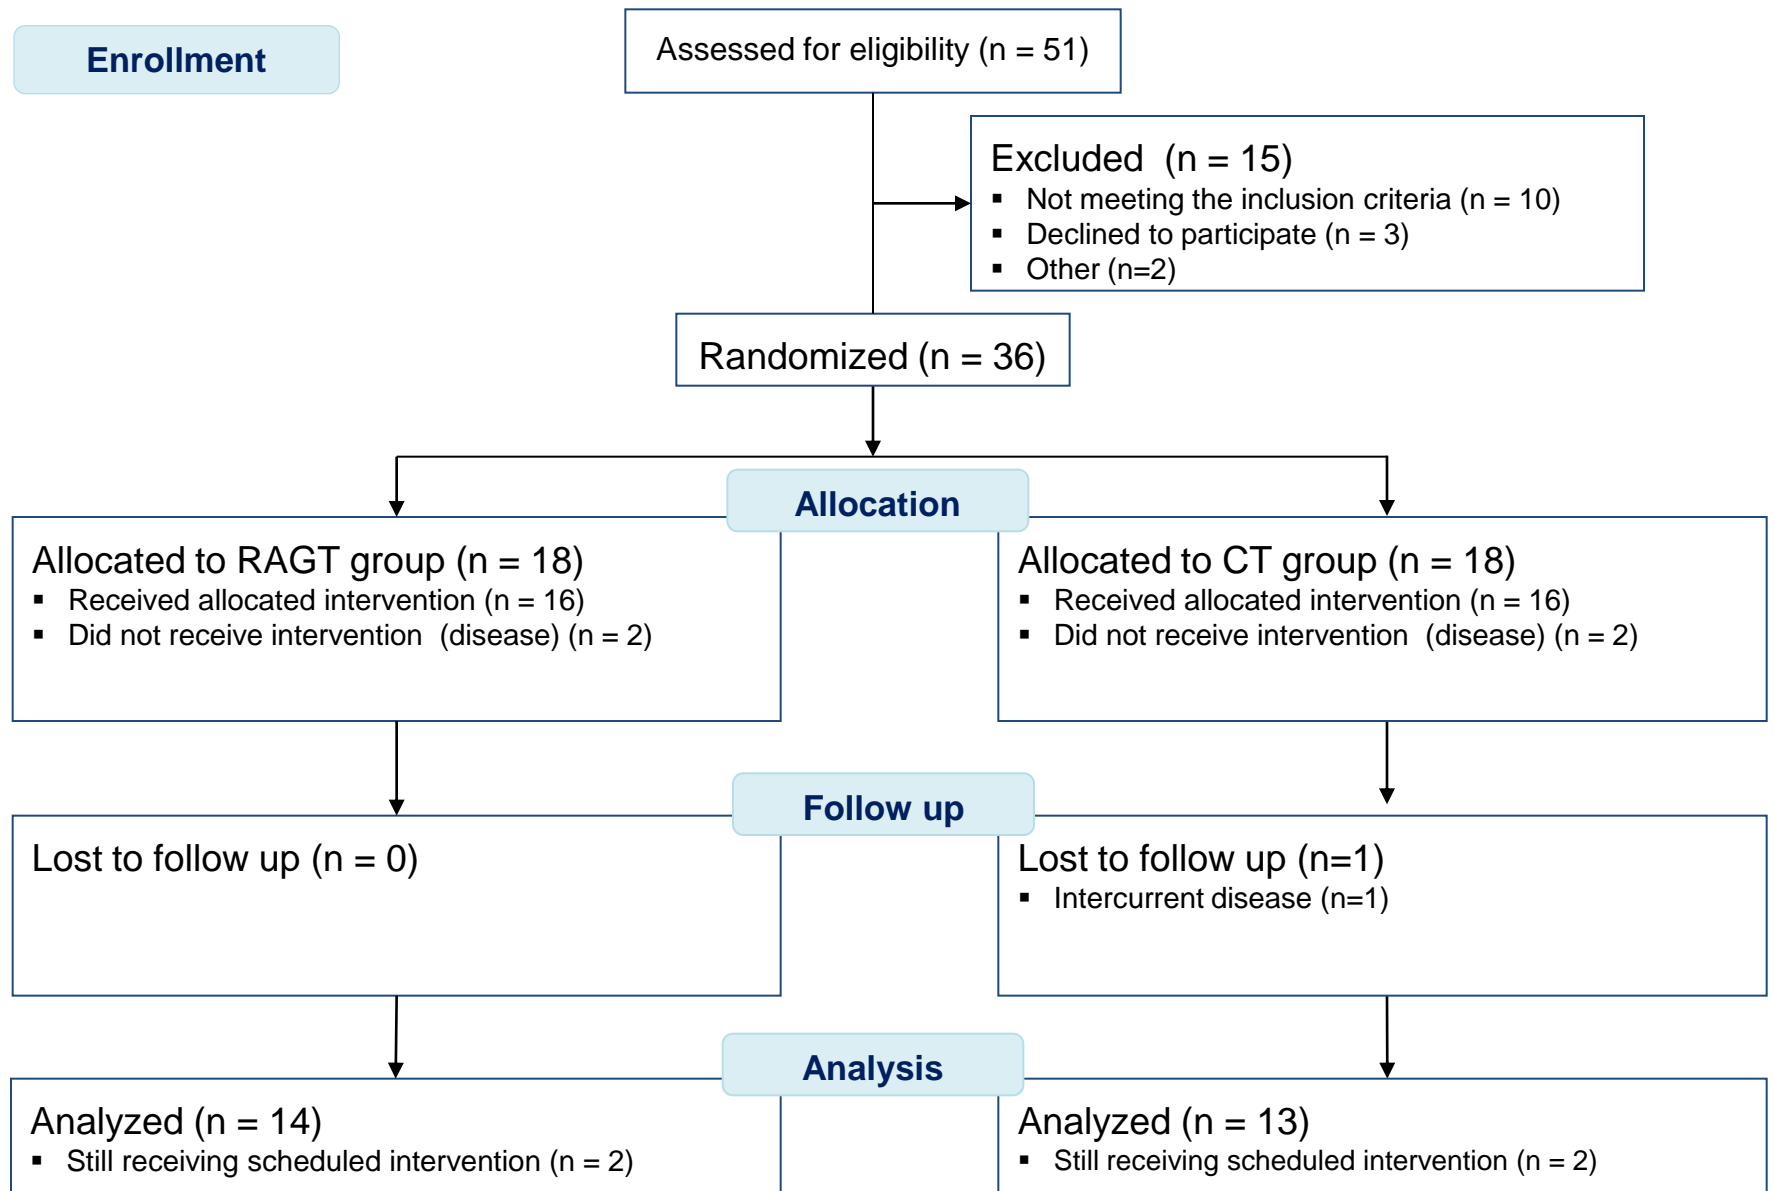 Enrollment
Assessed for eligibility (n = 51)
Excluded  (n = 15)
▪ Not meeting the inclusion criteria (n = 10)
▪ Declined to participate (n = 3)
▪ Other (n=2)
Randomized (n = 36)
Allocation
Allocated to RAGT group (n = 18)
▪ Received allocated intervention (n = 16)
▪ Did not receive intervention  (disease) (n = 2)
Allocated to CT group (n = 18)
▪ Received allocated intervention (n = 16)
▪ Did not receive intervention  (disease) (n = 2)
Follow up
Lost to follow up (n = 0)
Lost to follow up (n=1)
▪ Intercurrent disease (n=1)
Analysis
Analyzed (n = 14)
▪ Still receiving scheduled intervention (n = 2)
Analyzed (n = 13)
▪ Still receiving scheduled intervention (n = 2)